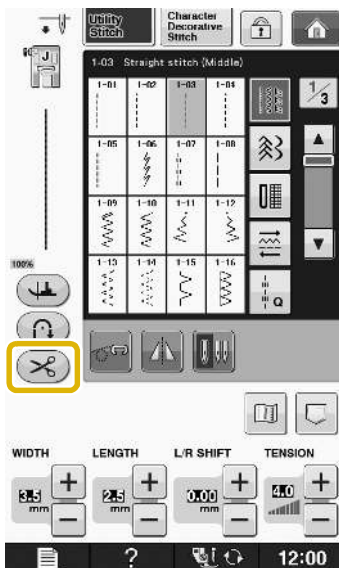 Utility Stitch
Character Decorative Stitch
J
1-03 Straight stitch (Middle)
1-01 1-02 1-03 1-04
1/3
1-05 1-06 1-07 1-08
1-09 1-10 1-11 1-12
1-13 1-14 1-15 1-16
100%
Q
WIDTH LENGTH L/R SHIFT TENSION
3.5 mm + − 2.5 mm + − 0.00 mm + − 4.0 + −
? 12:00